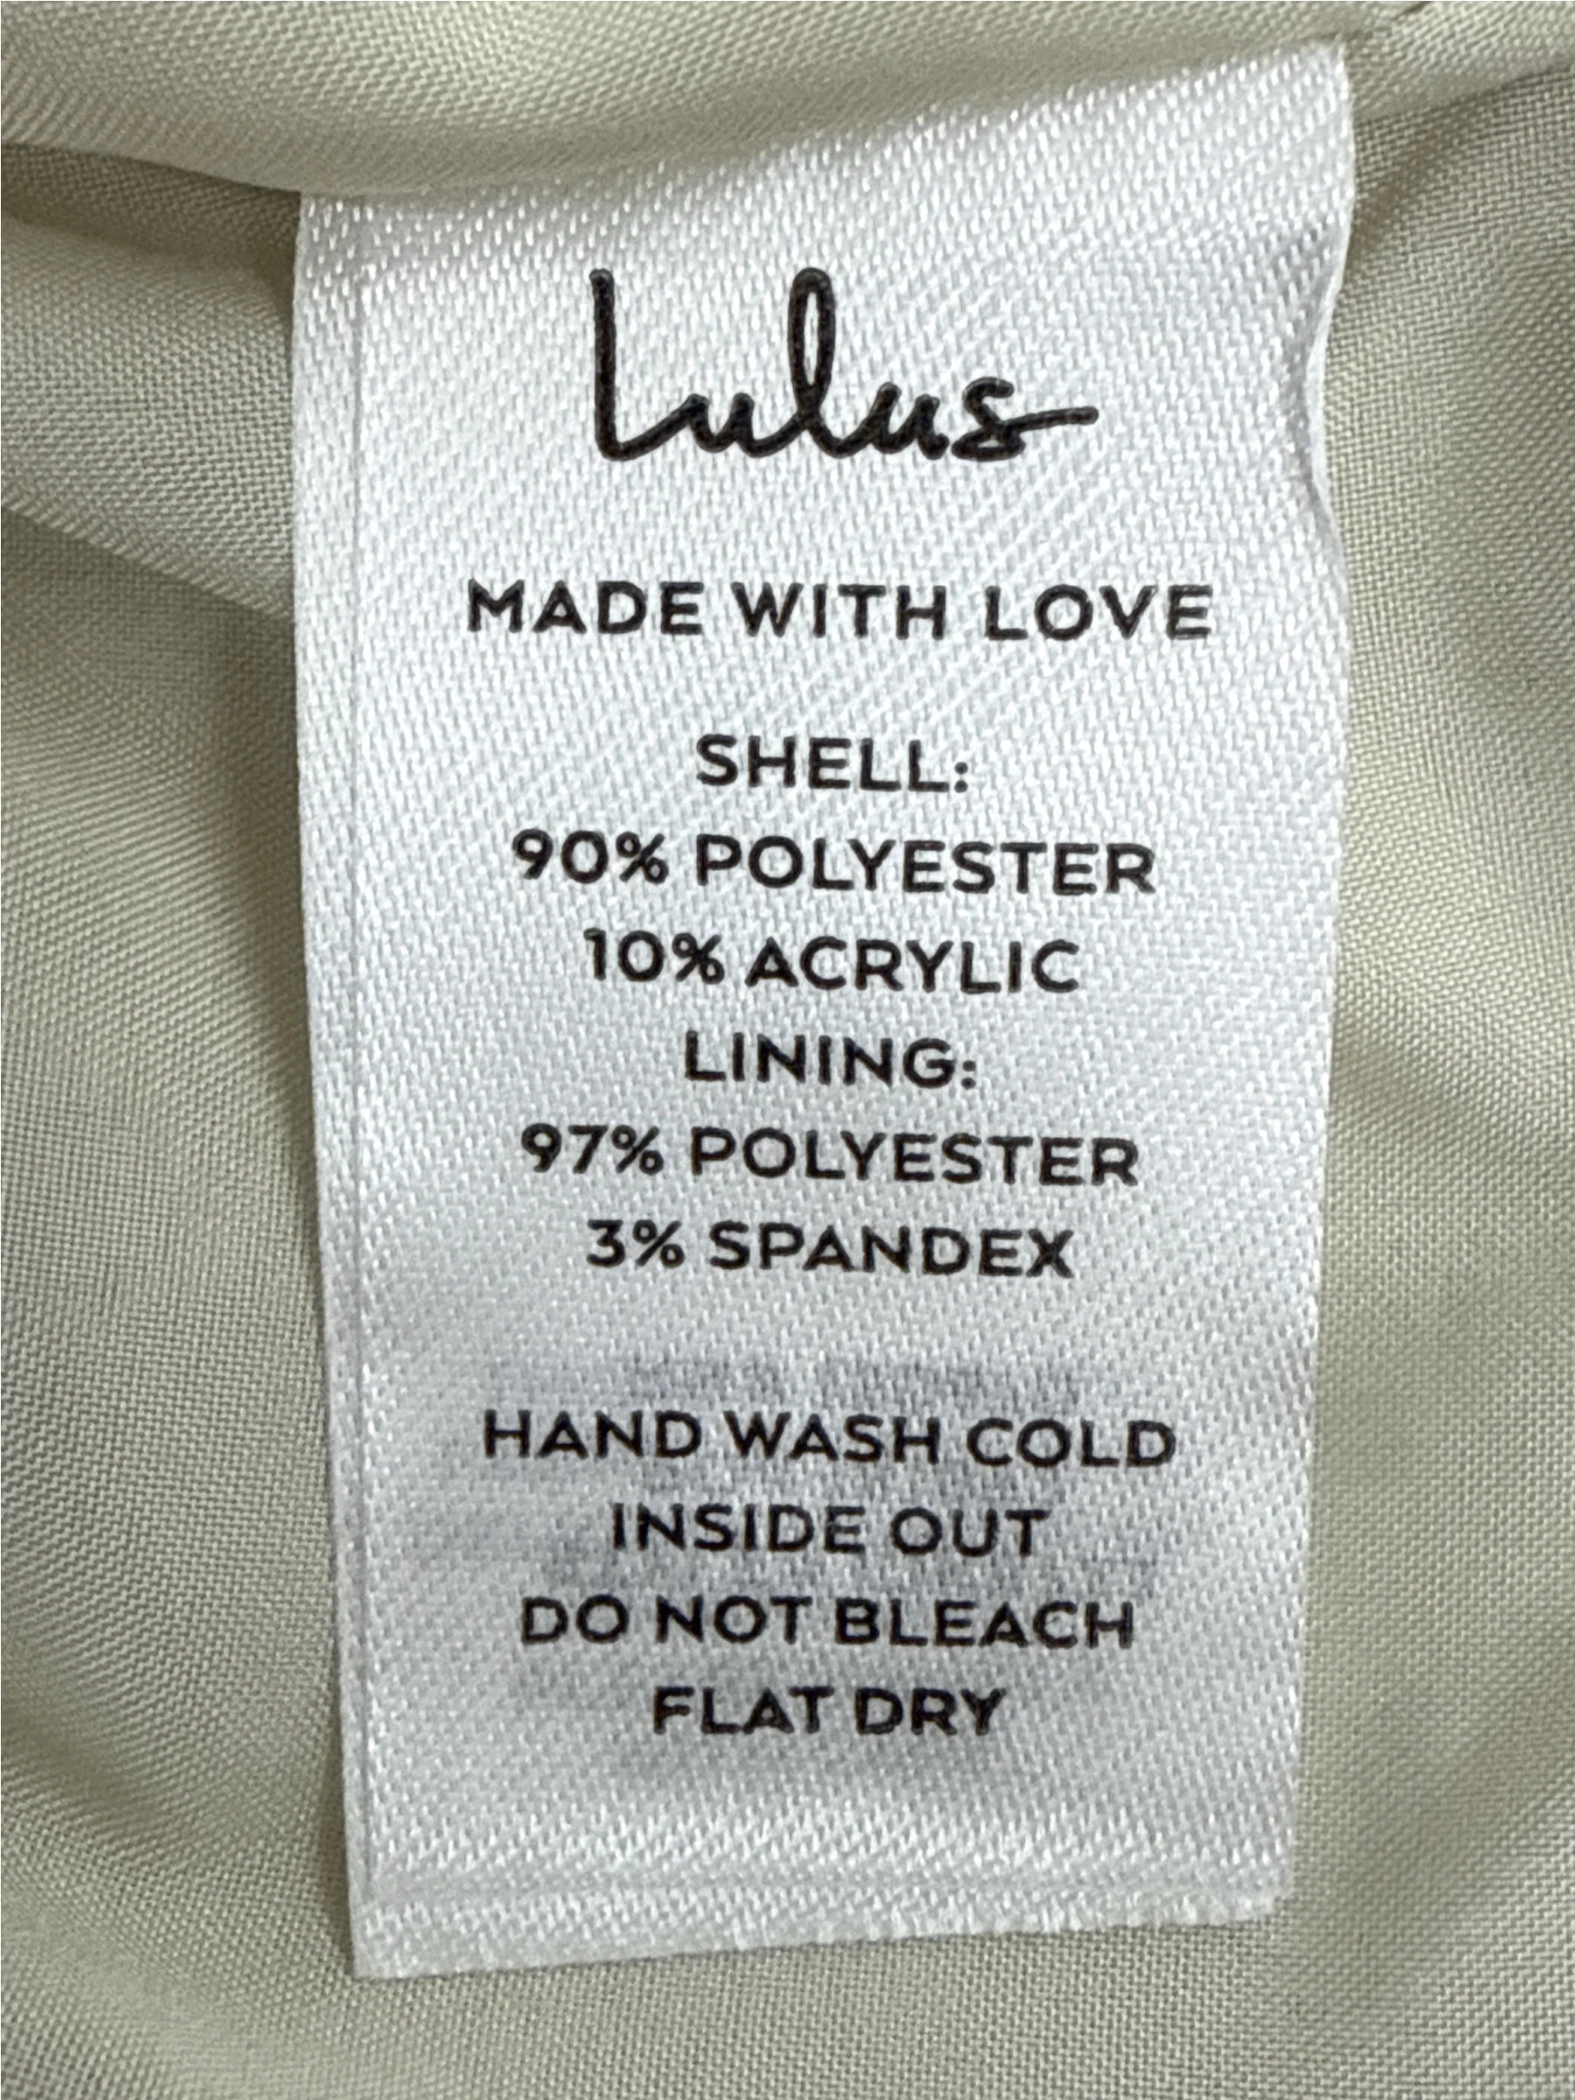 Lulus
MADE WITH LOVE
SHELL:
90% POLYESTER
10% ACRYLIC
LINING:
97% POLYESTER
3% SPANDEX
HAND WASH COLD
INSIDE OUT
DO NOT BLEACH
FLAT DRY